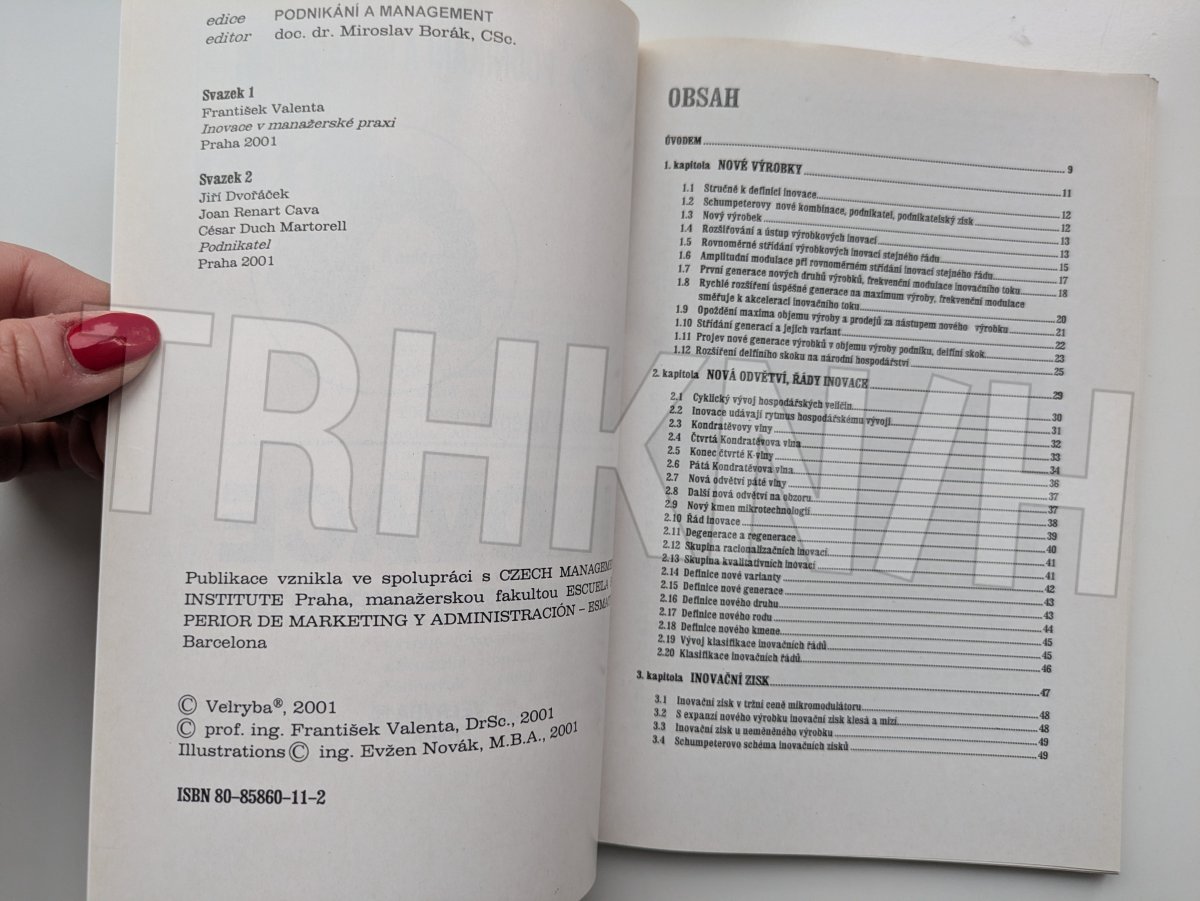 edice PODNIKÁNÍ A MANAGEMENT
editor doc. dr. Miroslav Borák, CSc.
Svazek 1
František Valenta
Inovace v manažerské praxi
Praha 2001
Svazek 2
Jiří Dvořáček
Joan Renart Cava
César Duch Martorell
Podnikatel
Praha 2001
Publikace vznikla ve spolupráci s CZECH MANAGEME
INSTITUTE Praha, manažerskou fakultou ESCUELA
PERIOR DE MARKETING Y ADMINISTRACIÓN – ESMA
Barcelona
© Velryba®, 2001
© prof. ing. František Valenta, DrSc., 2001
Illustrations © ing. Evžen Novák, M.B.A., 2001
ISBN 80–85860–11–2
OBSAH
ÚVODEM 9
1. kapitola NOVÉ VÝROBKY 11
1.1 Stručně k definici inovace 12
1.2 Schumpeterovy nové kombinace, podnikatel, podnikatelský zisk 12
1.3 Nový výrobek 13
1.4 Rozšiřování a ústup výrobkových inovací 13
1.5 Rovnoměrné střídání výrobkových inovací stejného řádu 15
1.6 Amplitudní modulace při rovnoměrném střídání inovací stejného řádu 17
1.7 První generace nových druhů výrobků, frekvenční modulace inovačního toku 18
1.8 Rychlé rozšíření úspěšné generace na maximum výroby, frekvenční modulace
směřuje k akceleraci inovačního toku 20
1.9 Opoždění maxima objemu výroby a prodejů za nástupem nového výrobku 21
1.10 Střídání generací a jejich variant 22
1.11 Projev nové generace výrobků v objemu výroby podniku, delfíní skok 23
1.12 Rozšíření delfíního skoku na národní hospodářství 25
2. kapitola NOVÁ ODVĚTVÍ, ŘÁDY INOVACE 29
2.1 Cyklický vývoj hospodářských veličin 30
2.2 Inovace udávají rytmus hospodářskému vývoji 31
2.3 Kondratěvovy vlny 32
2.4 Čtvrtá Kondratěvova vlna 33
2.5 Konec čtvrté K-vlny 34
2.6 Pátá Kondratěvova vlna 36
2.7 Nová odvětví páté vlny 37
2.8 Další nová odvětví na obzoru 37
2.9 Nový kmen mikrotechnologií 38
2.10 Řád inovace 39
2.11 Degenerace a regenerace 40
2.12 Skupina racionalizačních inovací 41
2.13 Skupina kvalitativních inovací 41
2.14 Definice nové varianty 42
2.15 Definice nové generace 43
2.16 Definice nového druhu 43
2.17 Definice nového rodu 44
2.18 Definice nového kmene 45
2.19 Vývoj klasifikace inovačních řádů 45
2.20 Klasifikace inovačních řádů 46
3. kapitola INOVAČNÍ ZISK 47
3.1 Inovační zisk v tržní ceně mikromodulátoru 48
3.2 S expanzí nového výrobku inovační zisk klesá a mizí 48
3.3 Inovační zisk u neměněného výrobku 49
3.4 Schumpeterovo schéma inovačních zisků 49
TRHKNIH